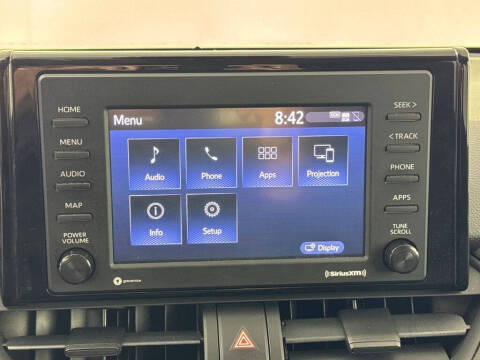 HOME
MENU
AUDIO
MAP
POWER
VOLUME
Menu 8:42
Audio Phone Apps Projection
Info Setup
Display
SEEK >
< TRACK
PHONE
APPS
TUNE
SCROLL
gracenote
SiriusXM